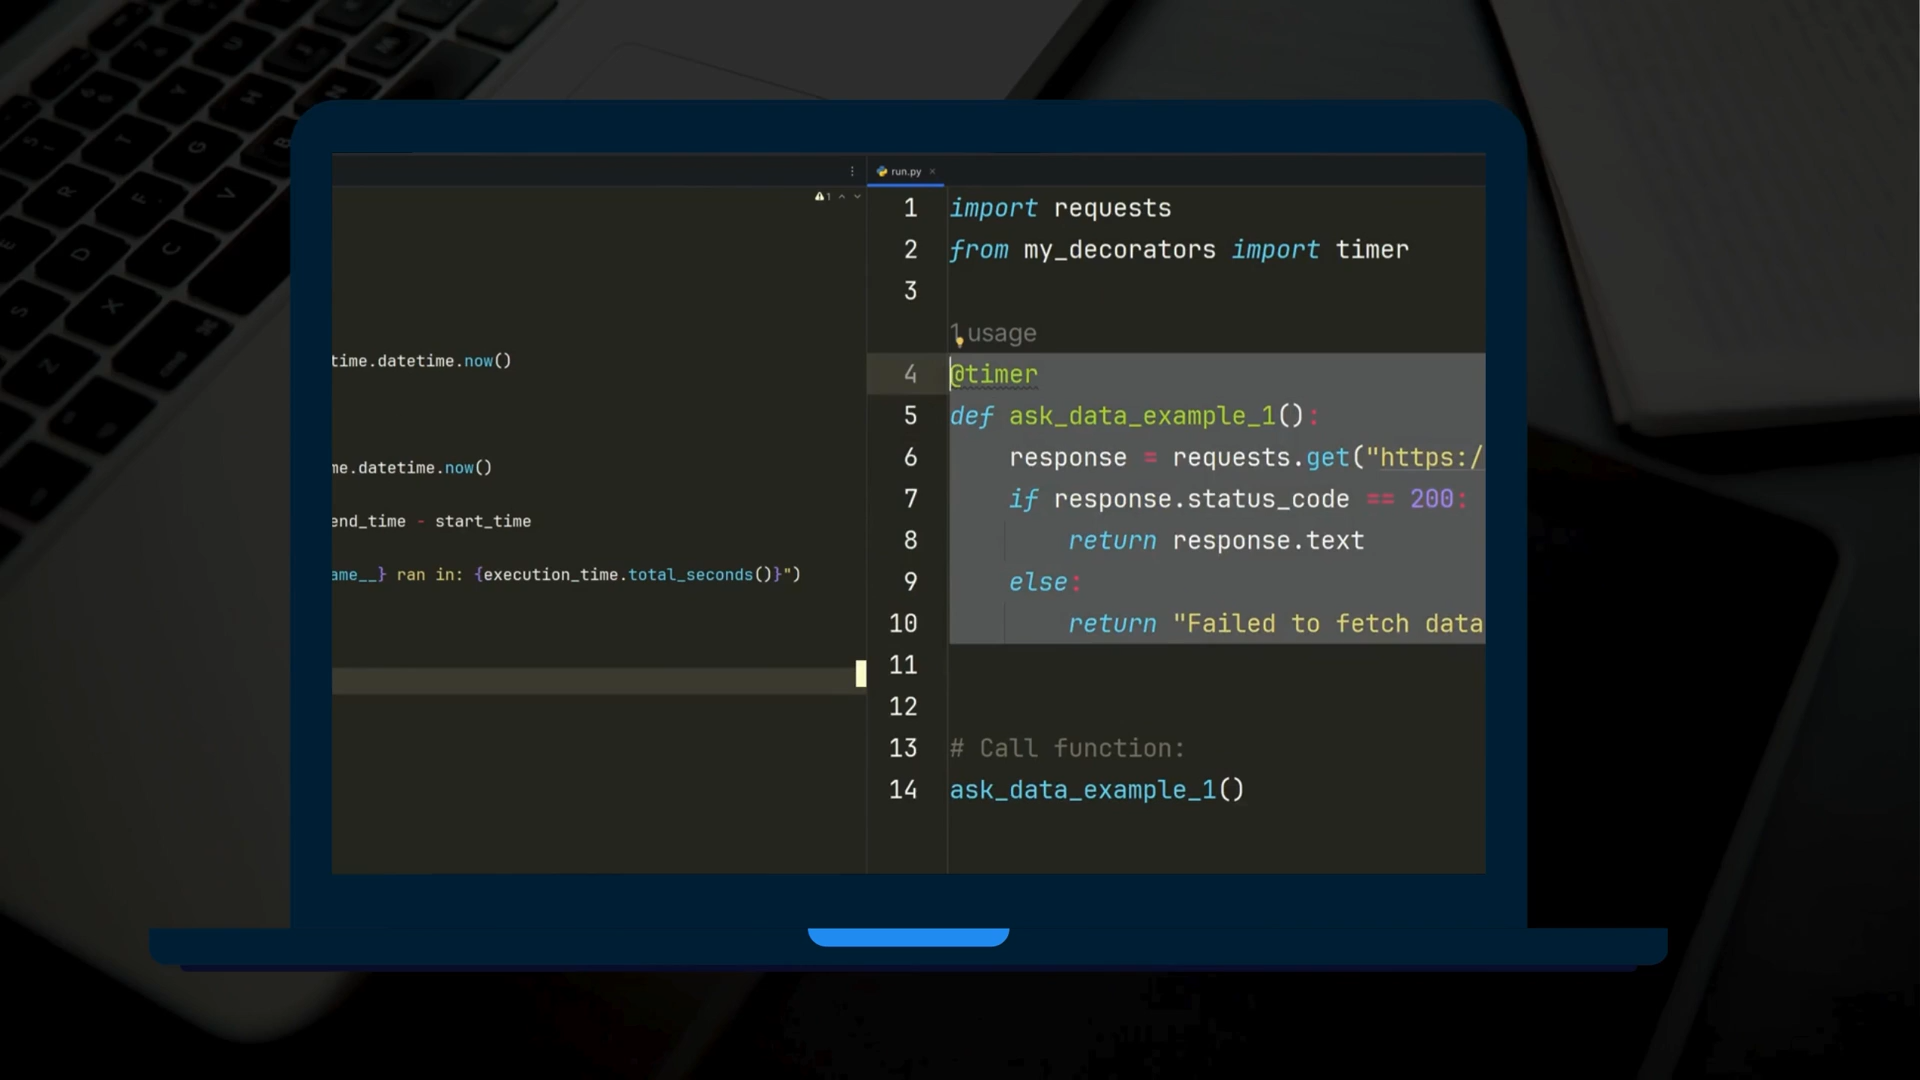 1
time.datetime.now()
me.datetime.now()
end_time - start_time
ame__} ran in: {execution_time.total_seconds()}")
run.py
1 import requests
2 from my_decorators import timer
3
1 usage
4 @timer
5 def ask_data_example_1():
6 response = requests.get("https:/
7 if response.status_code == 200:
8 return response.text
9 else:
10 return "Failed to fetch data
11
12
13 # Call function:
14 ask_data_example_1()